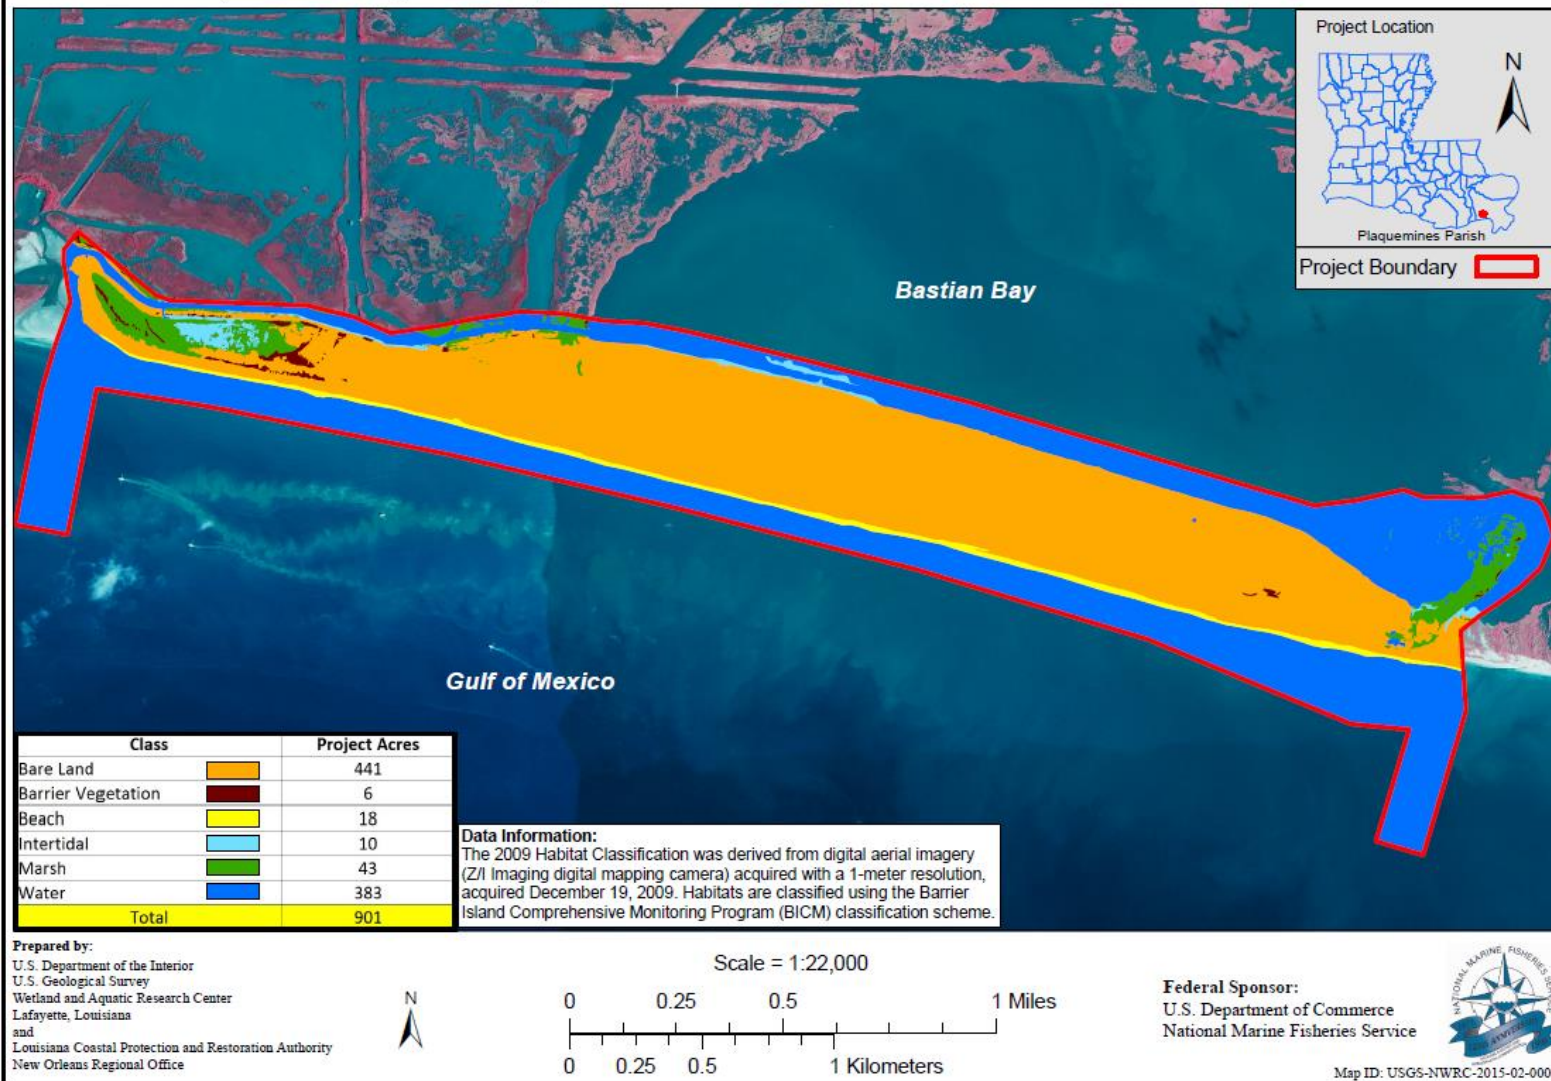 Project Location
N
Plaquemines Parish
Project Boundary
Bastian Bay
Gulf of Mexico
Class Project Acres
Bare Land 441
Barrier Vegetation 6
Beach 18
Intertidal 10
Marsh 43
Water 383
Total 901
Data Information:
The 2009 Habitat Classification was derived from digital aerial imagery
(Z/I Imaging digital mapping camera) acquired with a 1-meter resolution,
acquired December 19, 2009. Habitats are classified using the Barrier
Island Comprehensive Monitoring Program (BICM) classification scheme.
Prepared by:
U.S. Department of the Interior
U.S. Geological Survey
Wetland and Aquatic Research Center
Lafayette, Louisiana
and
Louisiana Coastal Protection and Restoration Authority
New Orleans Regional Office
N
Scale = 1:22,000
0 0.25 0.5 1 Miles
0 0.25 0.5 1 Kilometers
Federal Sponsor:
U.S. Department of Commerce
National Marine Fisheries Service
NATIONAL MARINE FISHERIES
Map ID: USGS-NWRC-2015-02-000